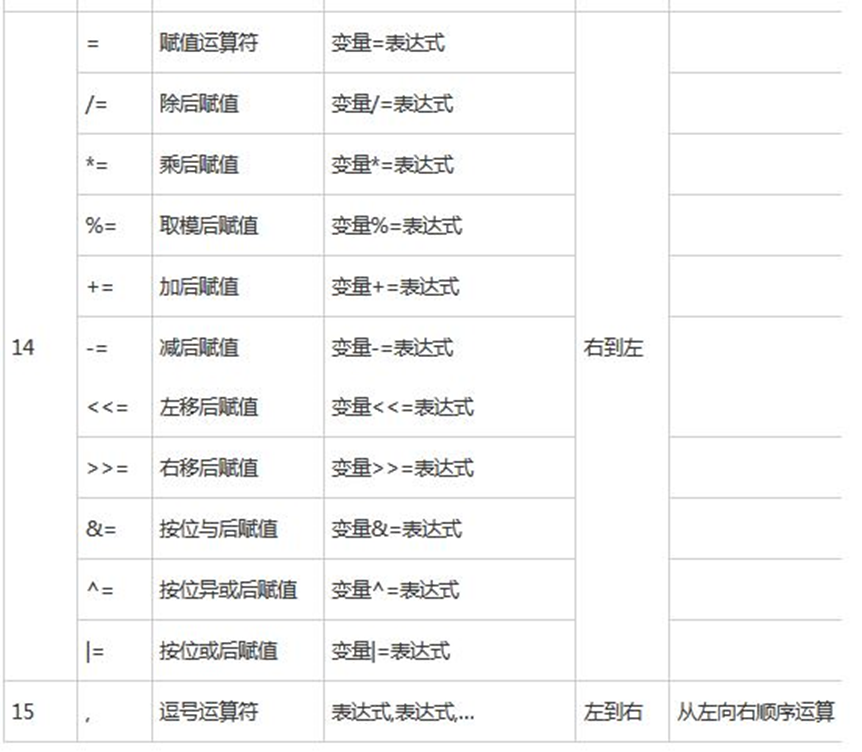 = 赋值运算符 变量=表达式
/= 除后赋值 变量/=表达式
*= 乘后赋值 变量*=表达式
%= 取模后赋值 变量%=表达式
+= 加后赋值 变量+=表达式
14 -= 减后赋值 变量-=表达式 右到左
<<= 左移后赋值 变量<<=表达式
>>= 右移后赋值 变量>>=表达式
&= 按位与后赋值 变量&=表达式
^= 按位异或后赋值 变量^=表达式
|= 按位或后赋值 变量|=表达式
15 , 逗号运算符 表达式,表达式,... 左到右 从左向右顺序运算